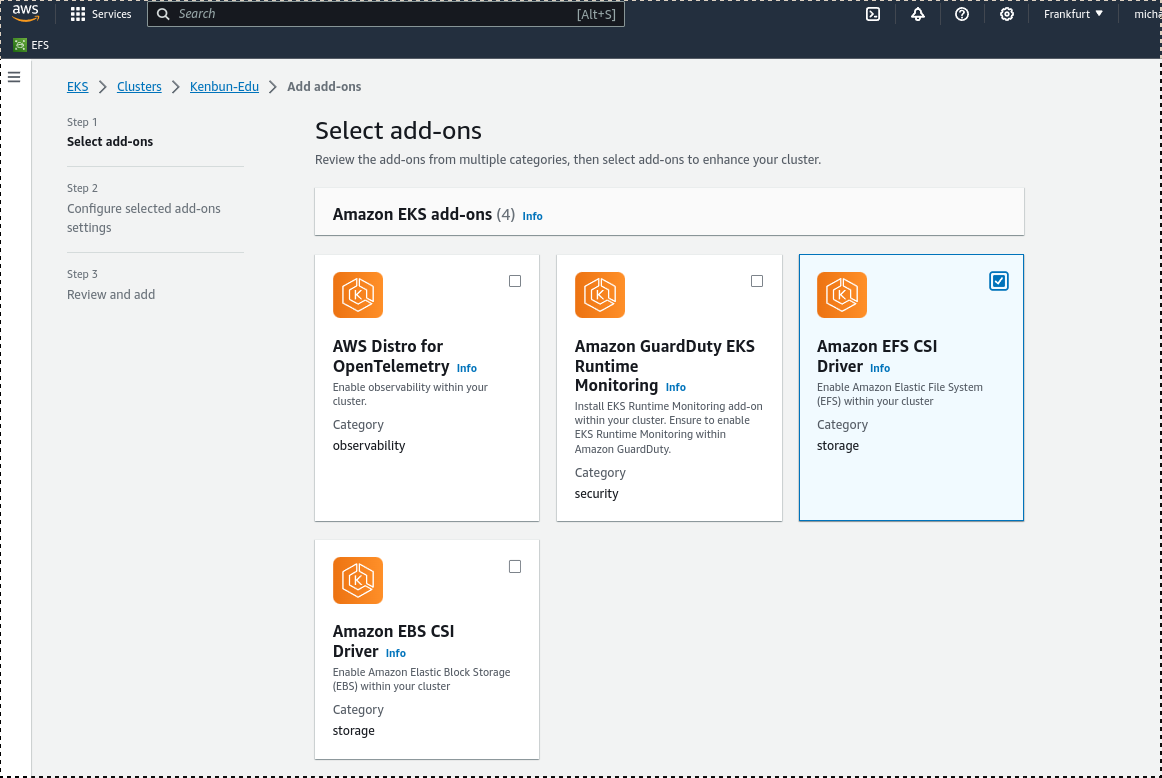 aws
Services
Search
[Alt+S]
Frankfurt
EFS
EKS
Clusters
Kenbun-Edu
Add add-ons
Step 1
Select add-ons
Step 2
Configure selected add-ons
settings
Step 3
Review and add
Select add-ons
Review the add-ons from multiple categories, then select add-ons to enhance your cluster.
Amazon EKS add-ons (4) Info
AWS Distro for
OpenTelemetry Info
Enable observability within your
cluster.
Category
observability
Amazon GuardDuty EKS
Runtime
Monitoring Info
Install EKS Runtime Monitoring add-on
within your cluster. Ensure to enable
EKS Runtime Monitoring within
Amazon GuardDuty.
Category
security
Amazon EFS CSI
Driver Info
Enable Amazon Elastic File System
(EFS) within your cluster
Category
storage
Amazon EBS CSI
Driver Info
Enable Amazon Elastic Block Storage
(EBS) within your cluster
Category
storage